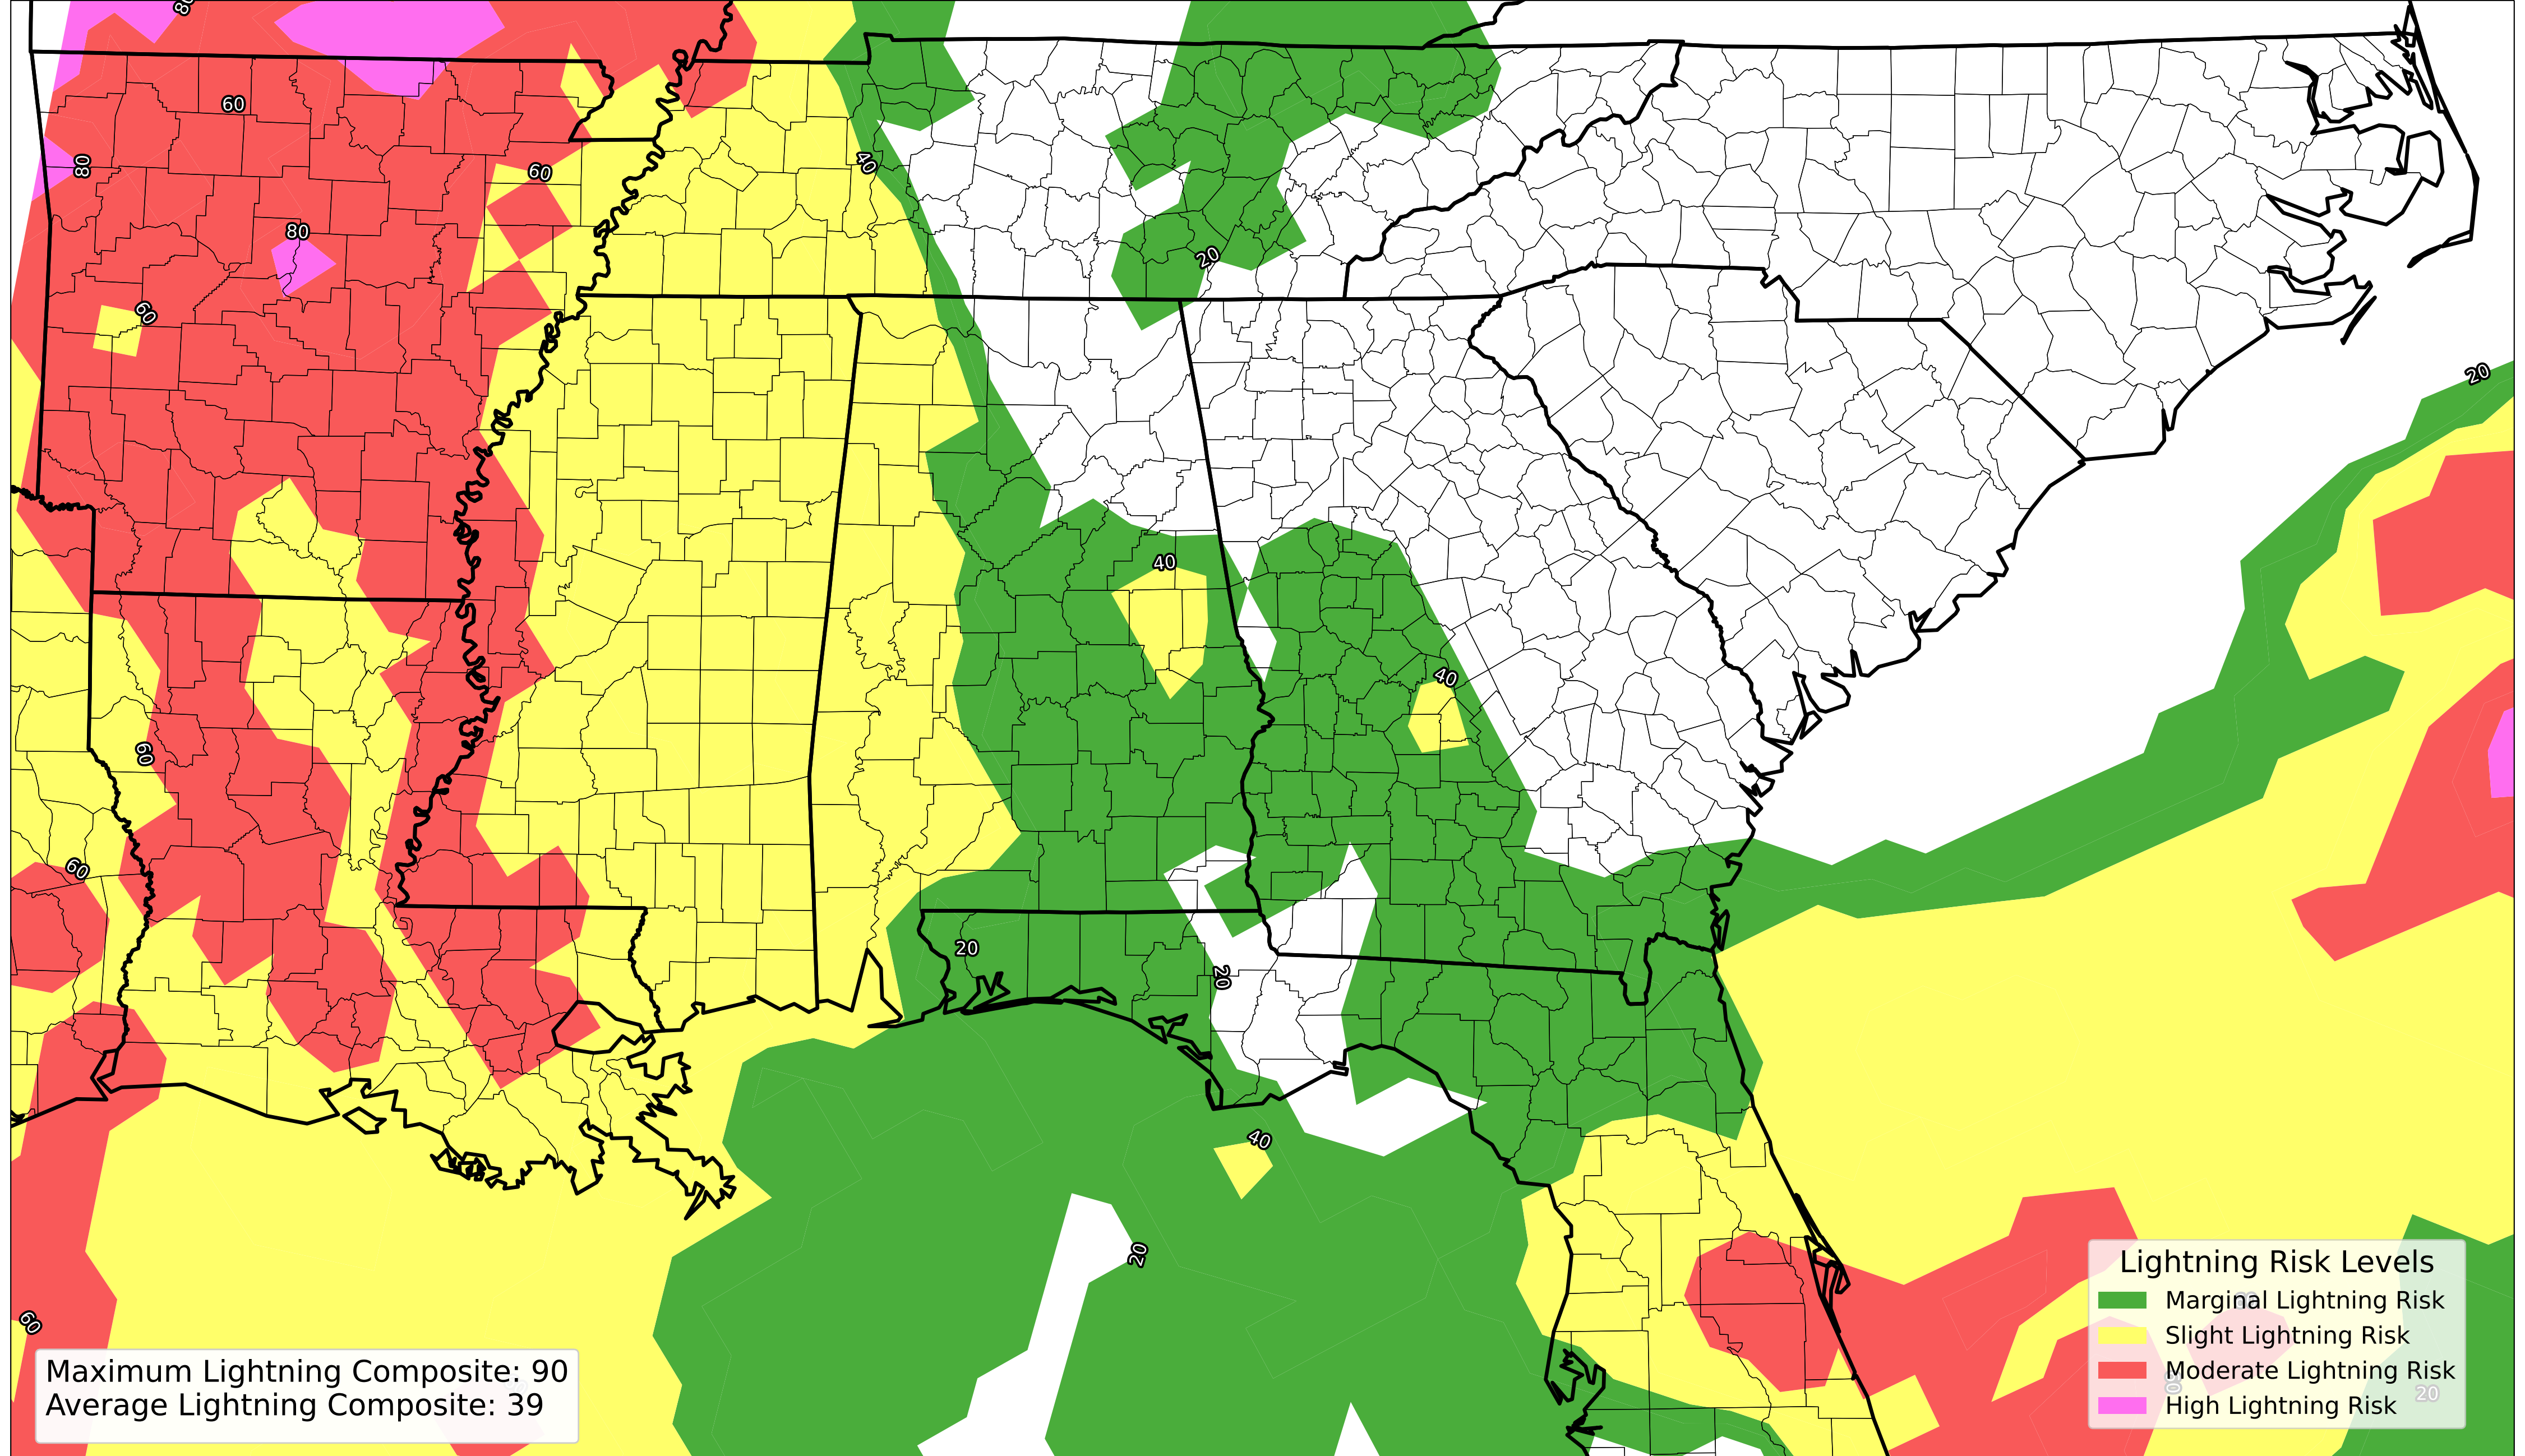 80
60
80
40
60
80
20
60
20
40
40
60
60
20
20
40
20
60
Maximum Lightning Composite: 90
Average Lightning Composite: 39
Lightning Risk Levels
Marginal Lightning Risk
Slight Lightning Risk
Moderate Lightning Risk
High Lightning Risk
20